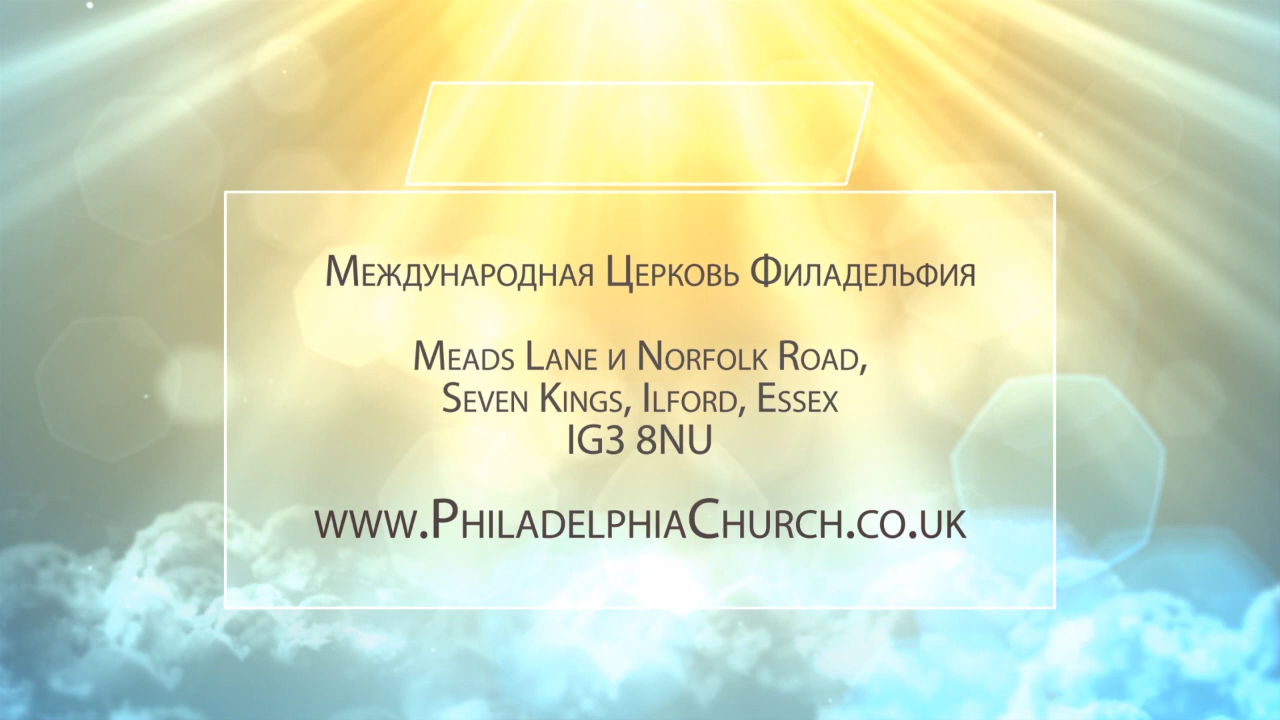 Международная Церковь Филадельфия
Meads Lane и Norfolk Road,
Seven Kings, Ilford, Essex
IG3 8NU
www.PhiladelphiaChurch.co.uk